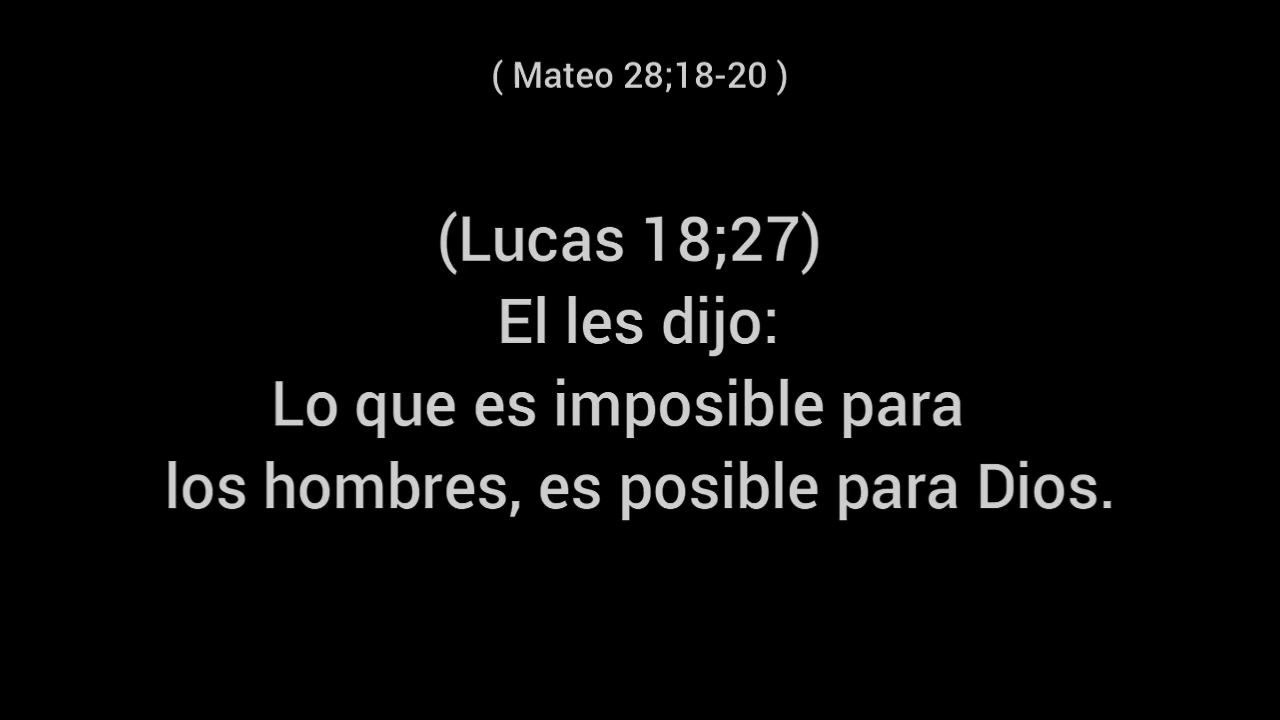 ( Mateo 28;18-20 )
(Lucas 18;27)
El les dijo:
Lo que es imposible para
los hombres, es posible para Dios.